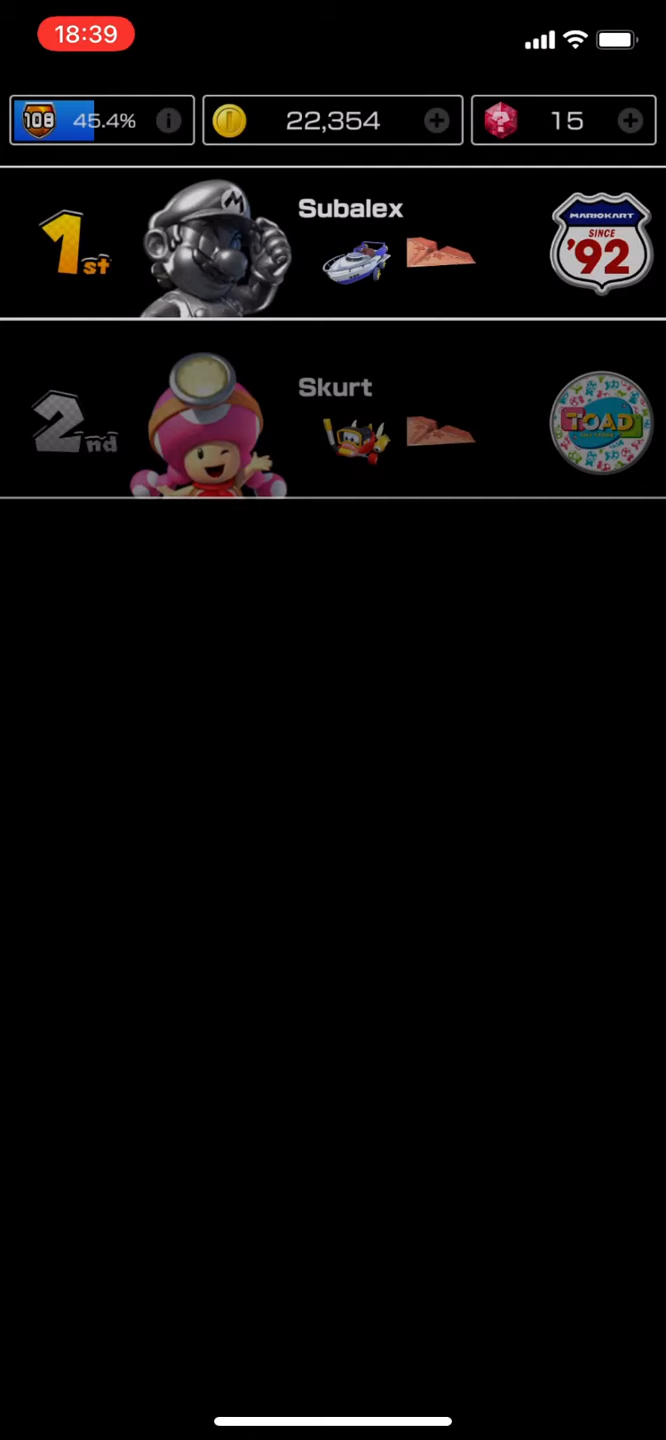 18:39
108 45.4% 22,354 15
1st Subalex
MARIOKART
SINCE
'92
2nd Skurt
TOAD